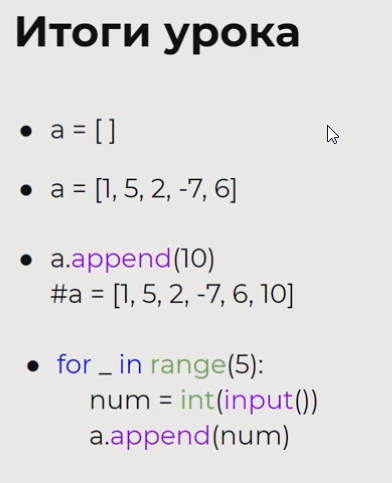 Итоги урока
● a = [ ]
● a = [1, 5, 2, -7, 6]
● a.append(10)
#a = [1, 5, 2, -7, 6, 10]
● for _ in range(5):
num = int(input())
a.append(num)